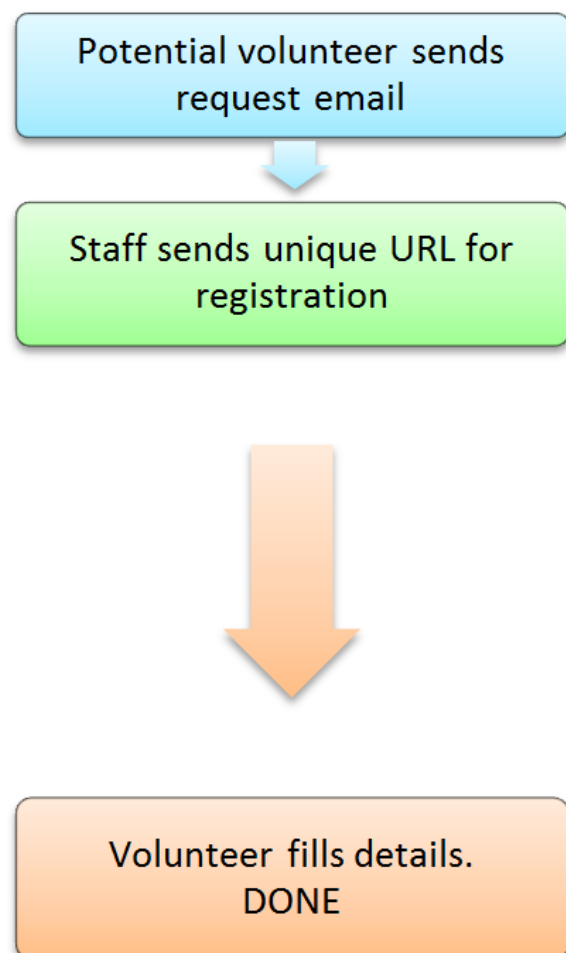 Potential volunteer sends
request email
Staff sends unique URL for
registration
Volunteer fills details.
DONE